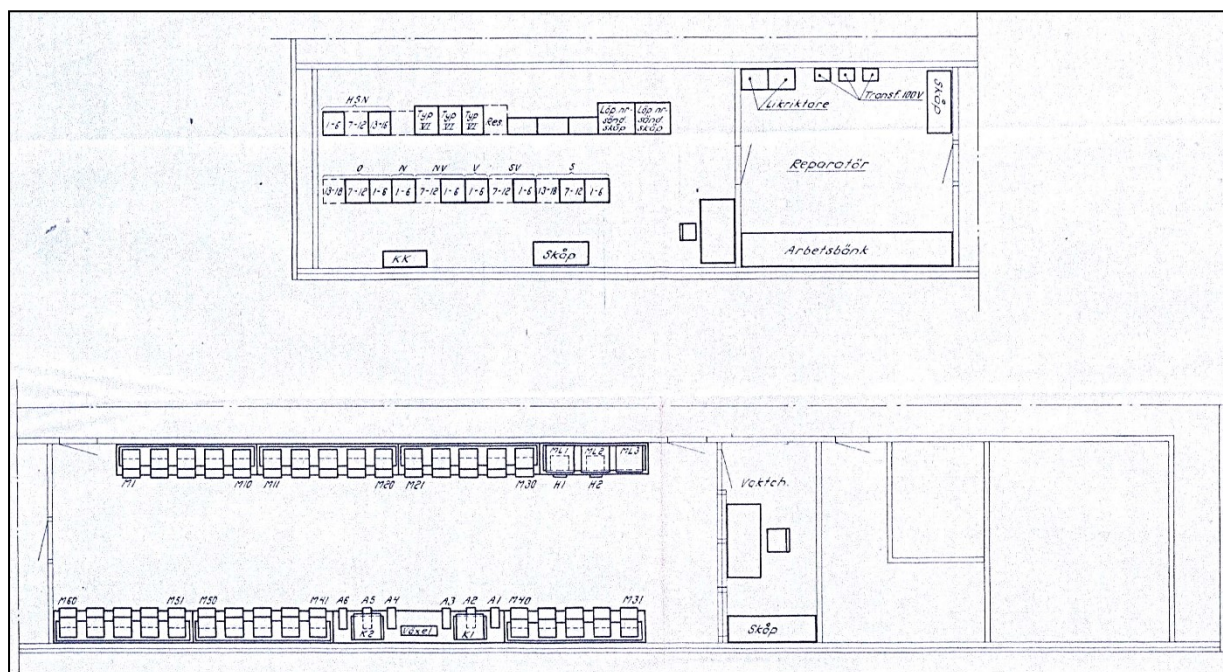 H.S.N
1-6 7-12 13-16
Typ VI
Typ VI
Typ VI
Res.
Löp.nr. sänd. skåp
Löp.nr. sänd. skåp
Likriktare
Transf. 100V
Skåp
Reparatör
O N NV V SV S
13-18 7-12 1-6 1-6 7-12 1-6 1-6 7-12 1-6 13-18 7-12 1-6
KK
Skåp
Arbetsbänk
ML1 ML2 ML3
M1 M10 M11 M20 M21 M30 H1 H2
Vaktch.
M60 M51 M50 M41 A6 A5 A4 A3 A2 A1 M40 M31
K2 Växel K1
Skåp